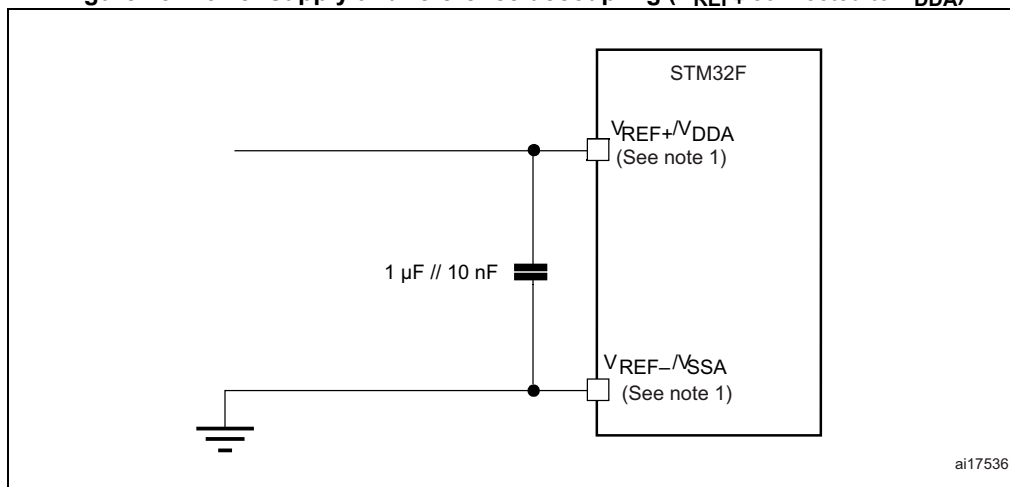 STM32F
VREF+/VDDA
(See note 1)
1 µF // 10 nF
VREF–/VSSA
(See note 1)
ai17536